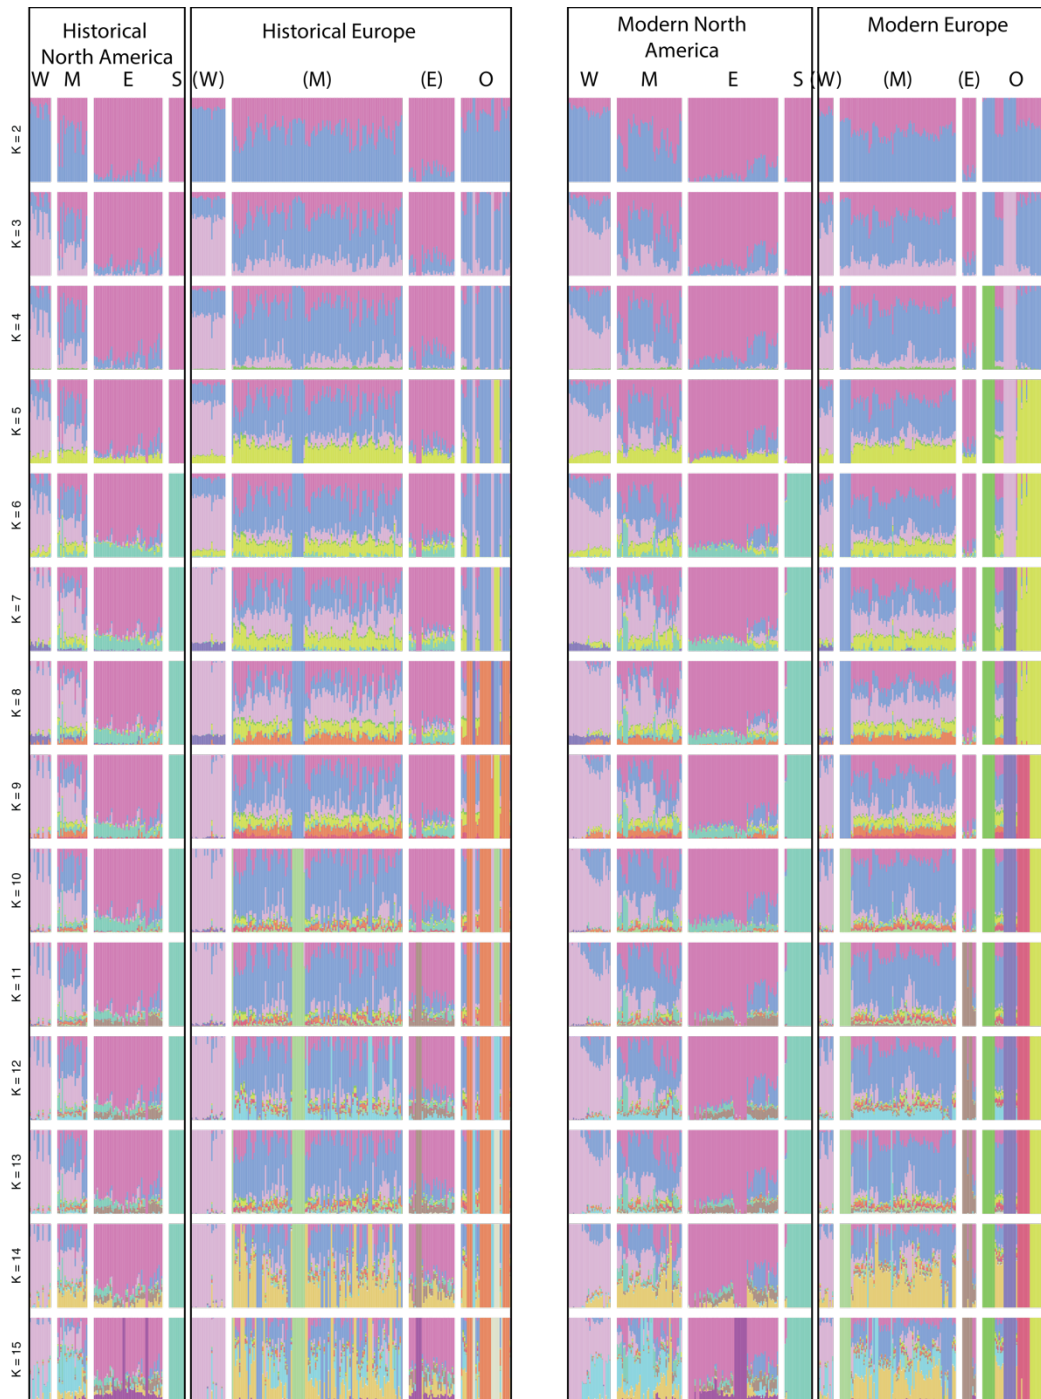 Historical
North America
W M E S
Historical Europe
(W) (M) (E) O
Modern North
America
W M E S
Modern Europe
(W) (M) (E) O
K = 2
K = 3
K = 4
K = 5
K = 6
K = 7
K = 8
K = 9
K = 10
K = 11
K = 12
K = 13
K = 14
K = 15